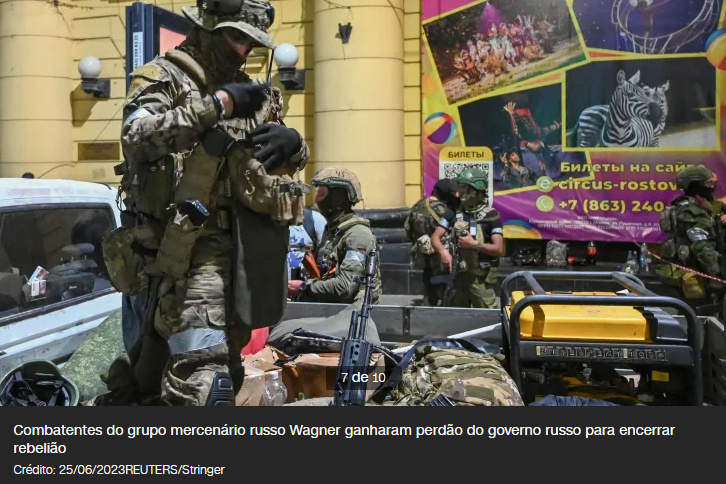 БИЛЕТЫ
Билеты на сайте
circus-rostov
+7 (863) 240-
7 de 10
Combatentes do grupo mercenário russo Wagner ganharam perdão do governo russo para encerrar
rebelião
Crédito: 25/06/2023REUTERS/Stringer